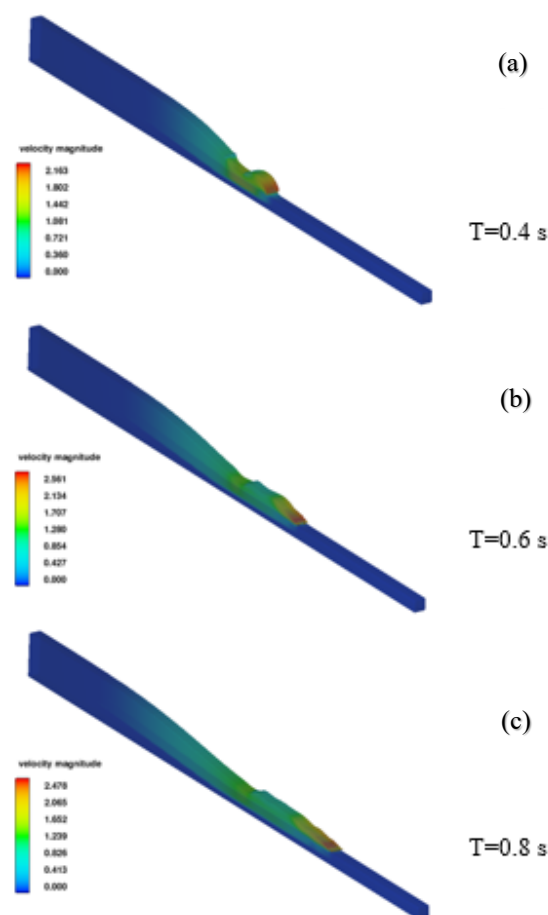 (a)
velocity magnitude
2.163
1.802
1.442
1.081
0.721
0.360
0.000
T=0.4 s
(b)
velocity magnitude
2.561
2.134
1.707
1.280
0.854
0.427
0.000
T=0.6 s
(c)
velocity magnitude
2.478
2.065
1.652
1.239
0.826
0.413
0.000
T=0.8 s